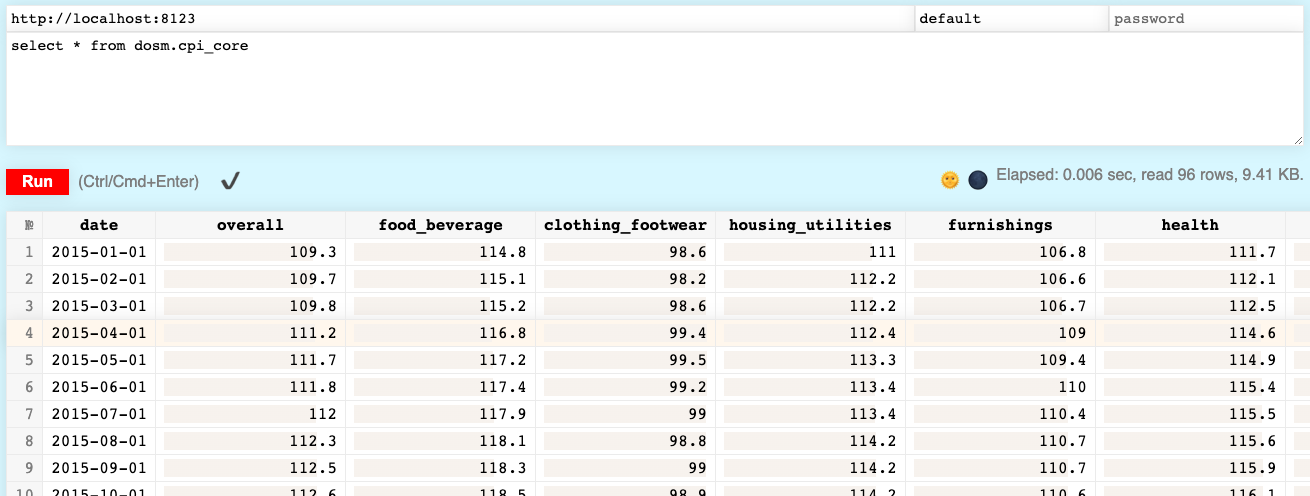 http://localhost:8123 default password
select * from dosm.cpi_core
Run (Ctrl/Cmd+Enter) ✔ Elapsed: 0.006 sec, read 96 rows, 9.41 KB.
№ date overall food_beverage clothing_footwear housing_utilities furnishings health
1 2015-01-01 109.3 114.8 98.6 111 106.8 111.7
2 2015-02-01 109.7 115.1 98.2 112.2 106.6 112.1
3 2015-03-01 109.8 115.2 98.6 112.2 106.7 112.5
4 2015-04-01 111.2 116.8 99.4 112.4 109 114.6
5 2015-05-01 111.7 117.2 99.5 113.3 109.4 114.9
6 2015-06-01 111.8 117.4 99.2 113.4 110 115.4
7 2015-07-01 112 117.9 99 113.4 110.4 115.5
8 2015-08-01 112.3 118.1 98.8 114.2 110.7 115.6
9 2015-09-01 112.5 118.3 99 114.2 110.7 115.9
10 2015-10-01 112.6 118.5 98.9 114.2 110.6 116.1